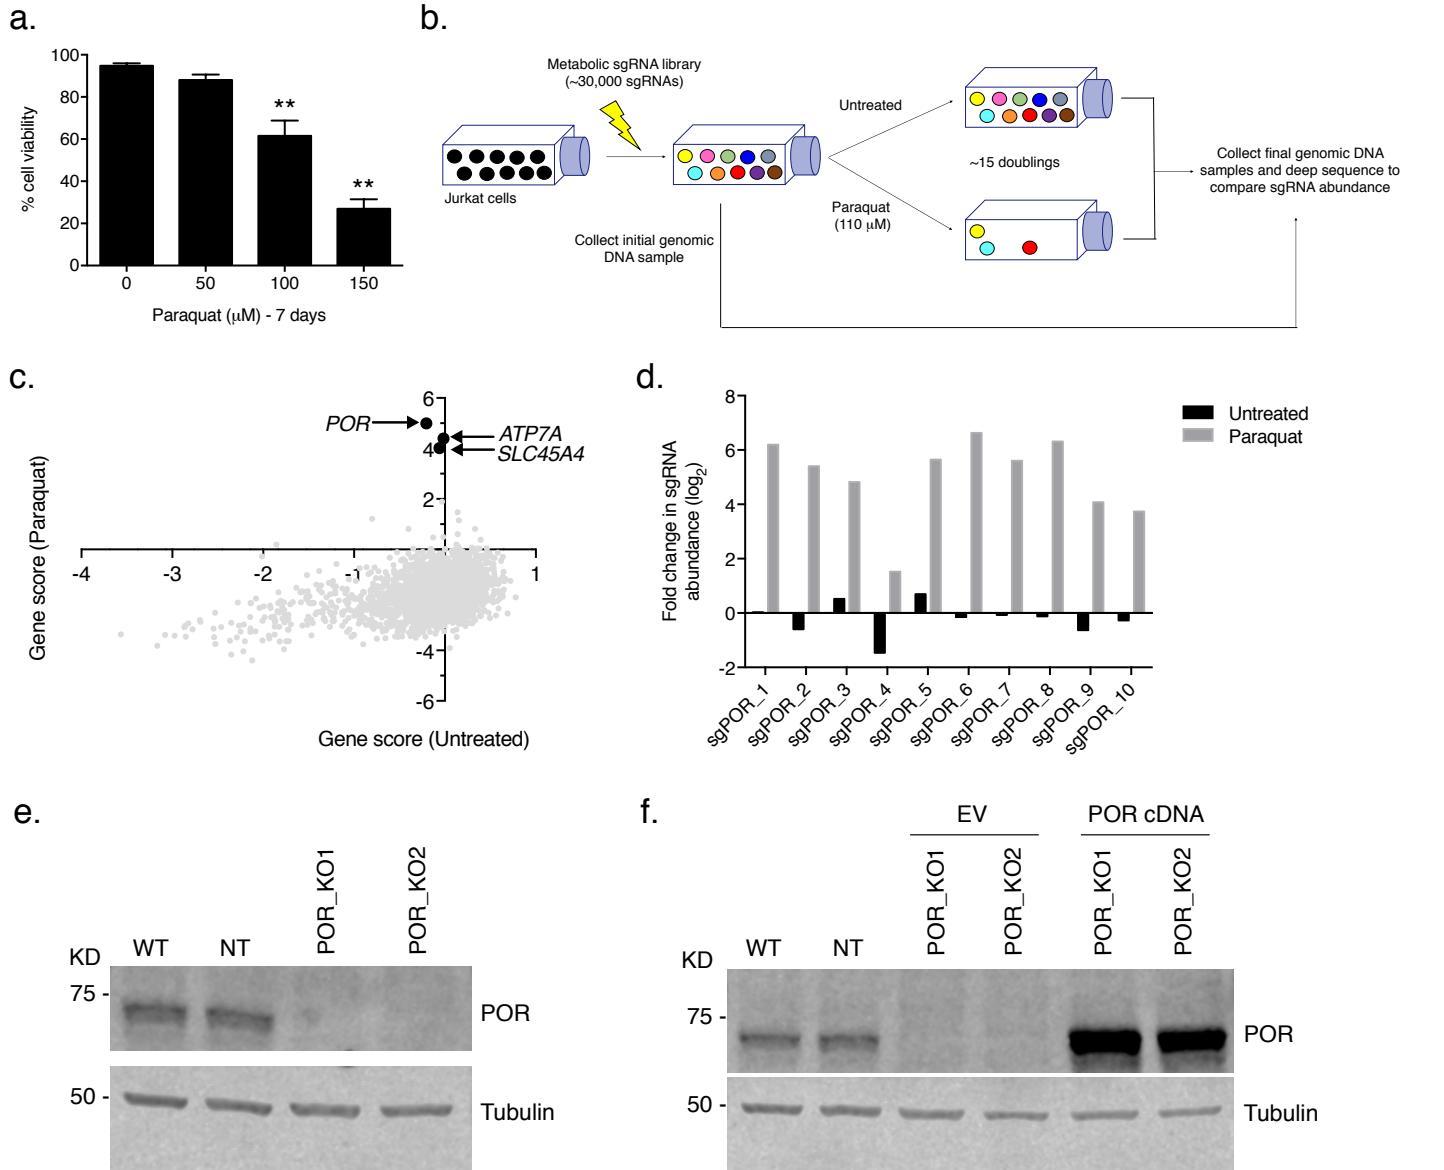 a.
100
80
60
40
20
0
% cell viability
**
**
0 50 100 150
Paraquat (μM) - 7 days
b.
Metabolic sgRNA library
(~30,000 sgRNAs)
Jurkat cells
Untreated
~15 doublings
Paraquat
(110 μM)
Collect initial genomic
DNA sample
Collect final genomic DNA
samples and deep sequence to
compare sgRNA abundance
c.
Gene score (Paraquat)
6
4
2
-4
-6
-4 -3 -2 -1 1
POR
ATP7A
SLC45A4
Gene score (Untreated)
d.
Fold change in sgRNA
abundance (log2)
8
6
4
2
0
-2
sgPOR_1
sgPOR_2
sgPOR_3
sgPOR_4
sgPOR_5
sgPOR_6
sgPOR_7
sgPOR_8
sgPOR_9
sgPOR_10
Untreated
Paraquat
e.
KD
WT NT POR_KO1 POR_KO2
75 -
POR
50 -
Tubulin
f.
EV POR cDNA
KD
WT NT POR_KO1 POR_KO2 POR_KO1 POR_KO2
75 -
POR
50 -
Tubulin